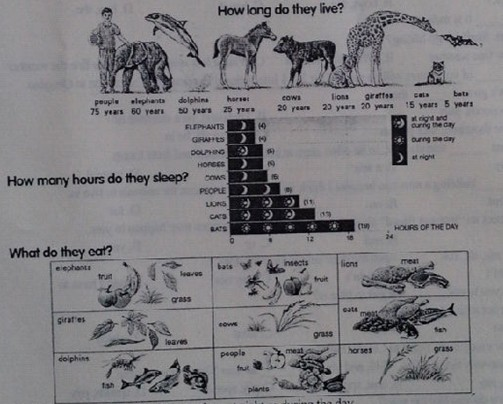 How long do they live?
people elephants dolphins horses cows lions giraffes cats bats
75 years 60 years 50 years 25 years 20 years 20 years 20 years 15 years 5 years
How many hours do they sleep?
ELEPHANTS (4)
GIRAFFES (4)
DOLPHINS (5)
HORSES (5)
COWS
PEOPLE (8)
LIONS
CATS
BATS (19)
0 6 12 18 24 HOURS OF THE DAY
at night and
during the day
during the day
at night
What do they eat?
elephants fruit leaves grass
bats insects fruit
lions meat
giraffes leaves
cows grass
cats meat fish
dolphins fish
people meat fruit plants
horses grass
during the day